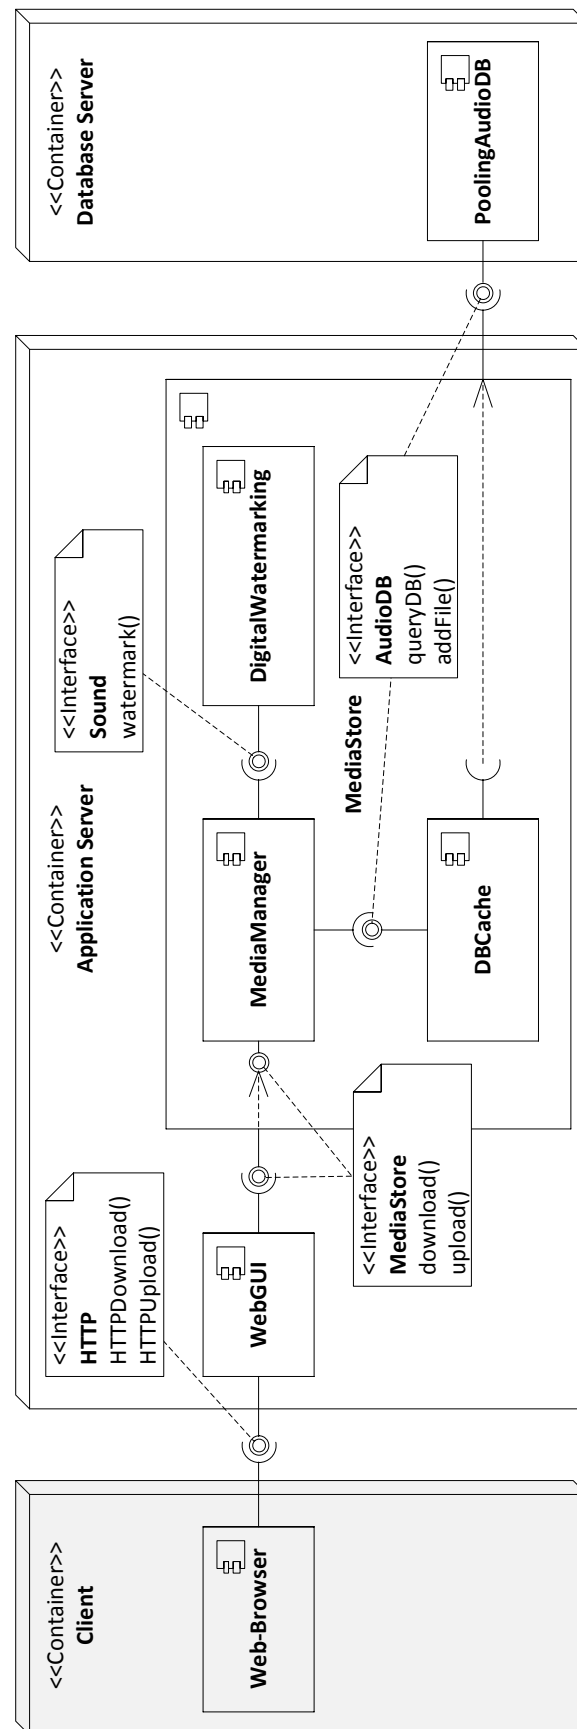 <<Container>>
Client
Web-Browser
<<Interface>>
HTTP
HTTPDownload()
HTTPUpload()
<<Container>>
Application Server
WebGUI
<<Interface>>
MediaStore
download()
upload()
<<Interface>>
Sound
watermark()
MediaManager
DigitalWatermarking
MediaStore
<<Interface>>
AudioDB
queryDB()
addFile()
DBCache
<<Container>>
Database Server
PoolingAudioDB